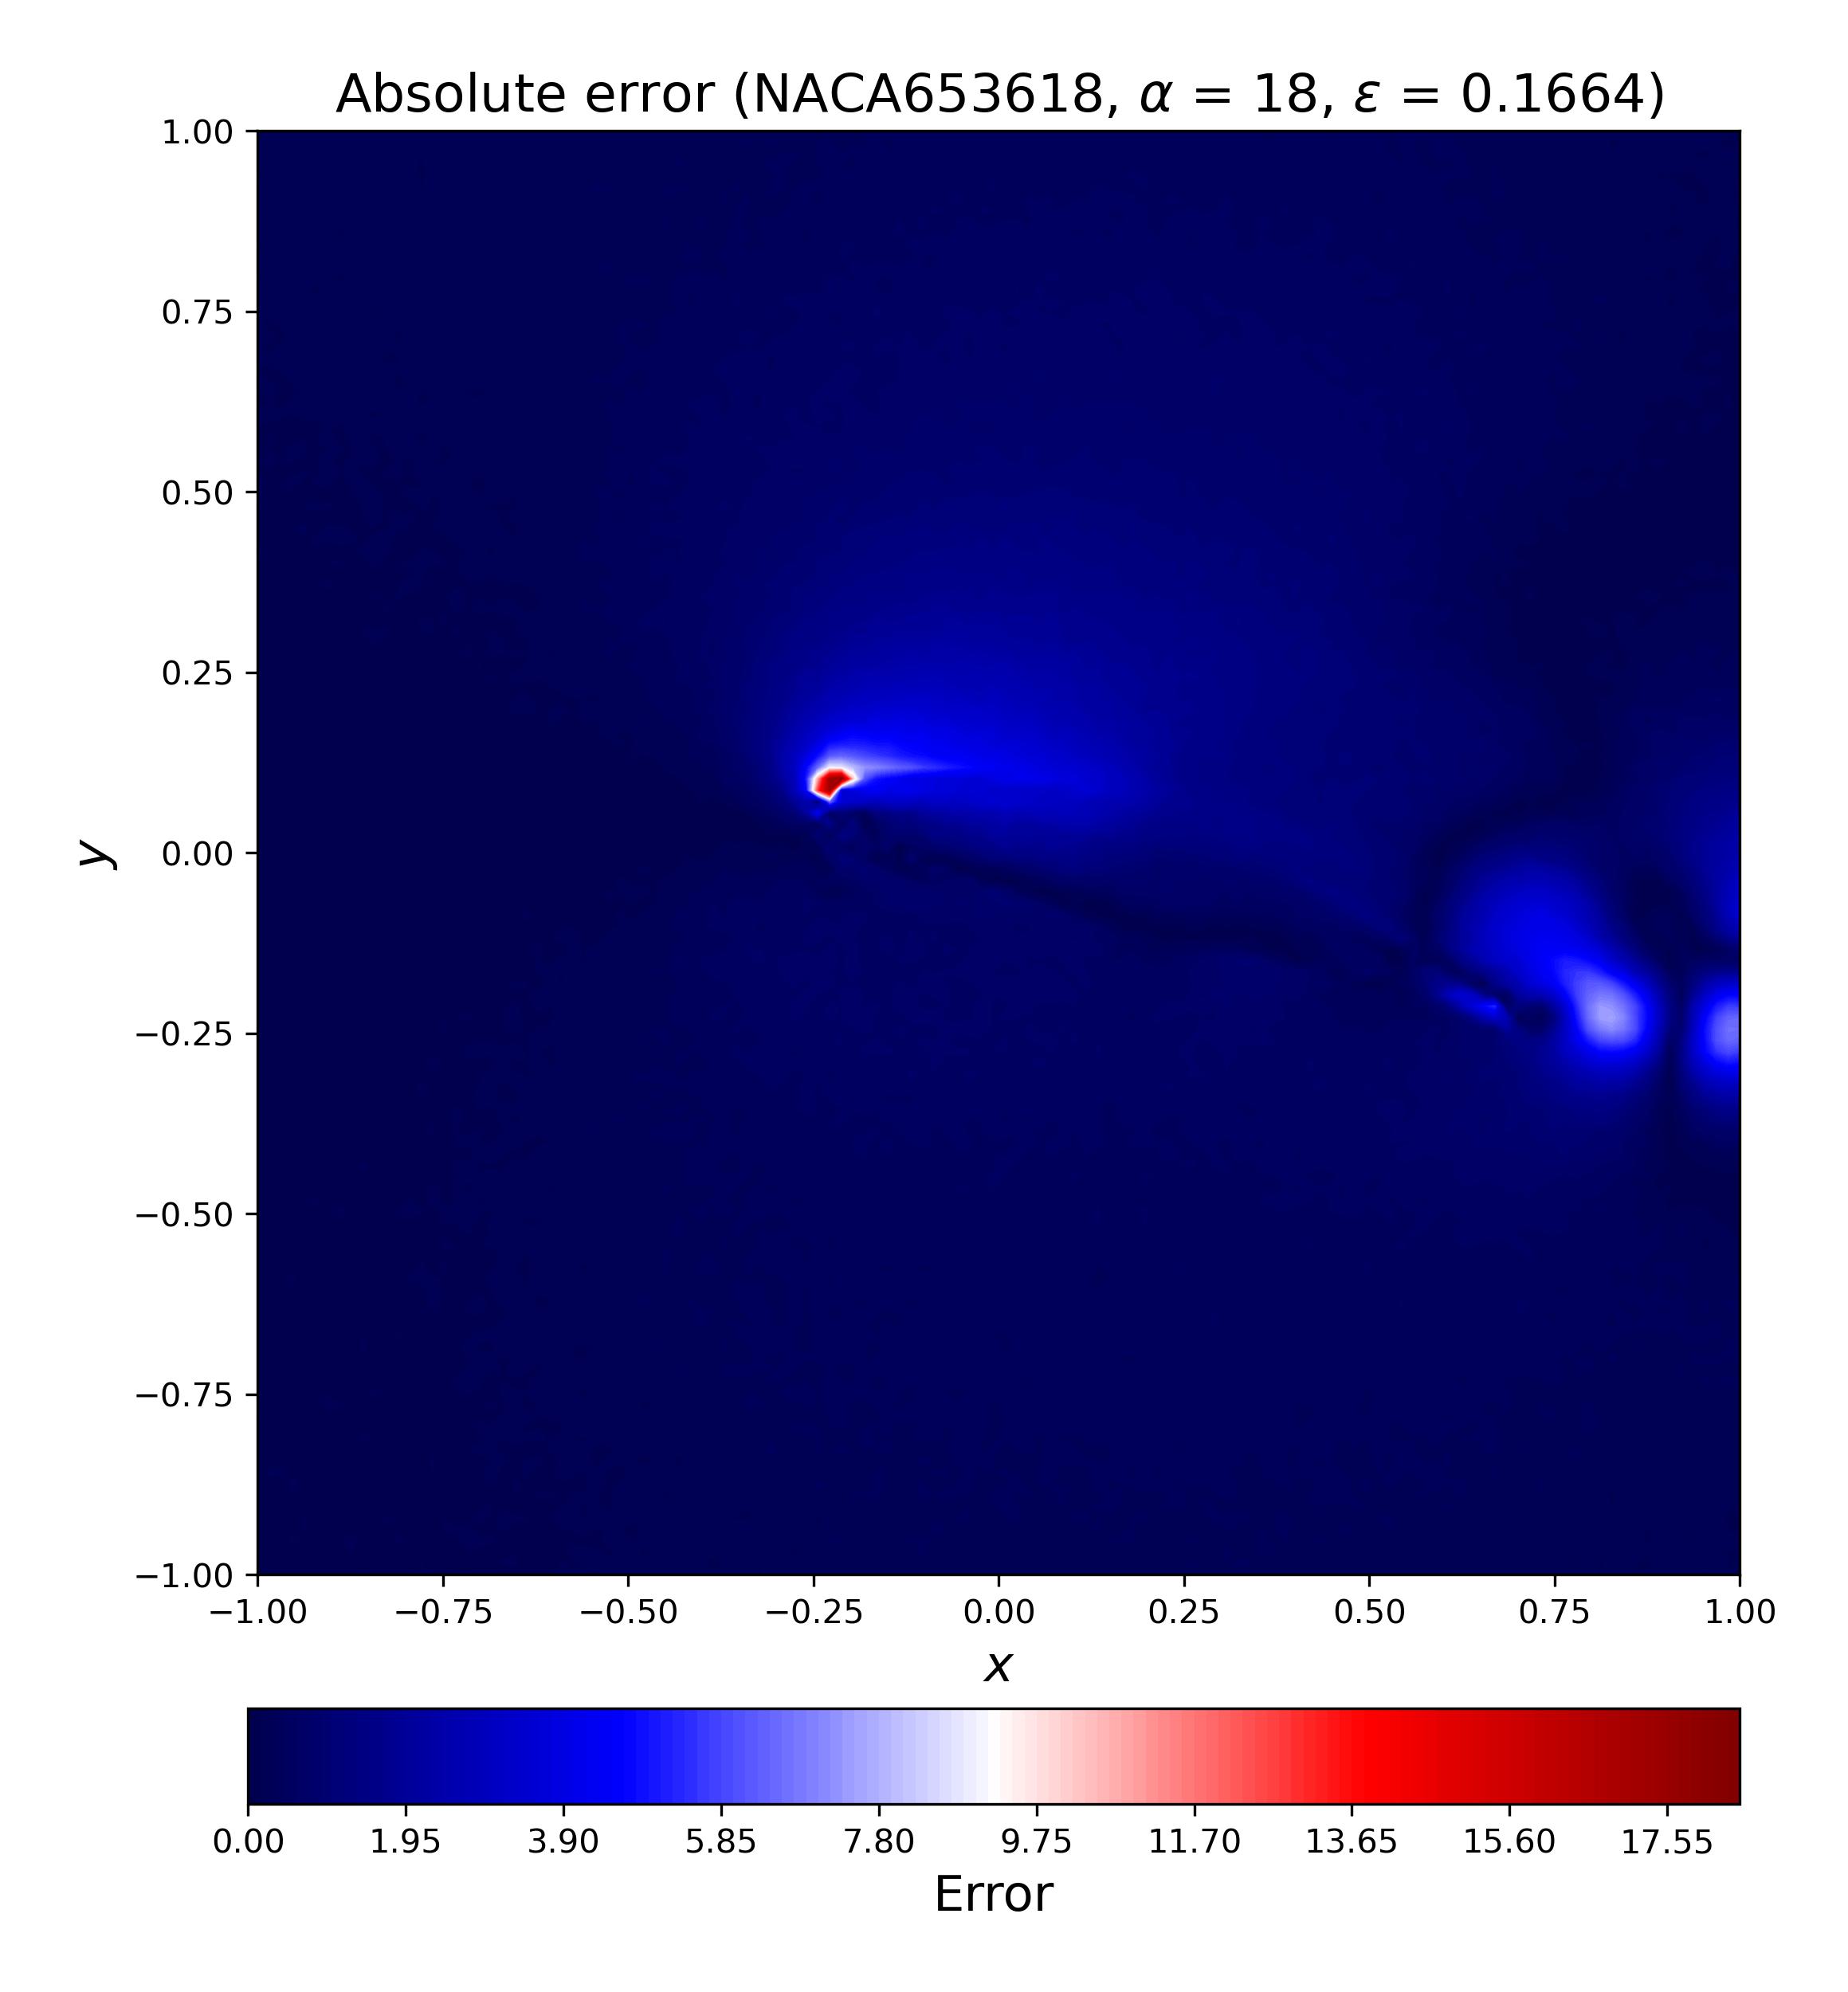 Absolute error (NACA653618, α = 18, ε = 0.1664)
1.00
0.75
0.50
0.25
0.00
−0.25
−0.50
−0.75
−1.00
y
−1.00 −0.75 −0.50 −0.25 0.00 0.25 0.50 0.75 1.00
x
0.00 1.95 3.90 5.85 7.80 9.75 11.70 13.65 15.60 17.55
Error